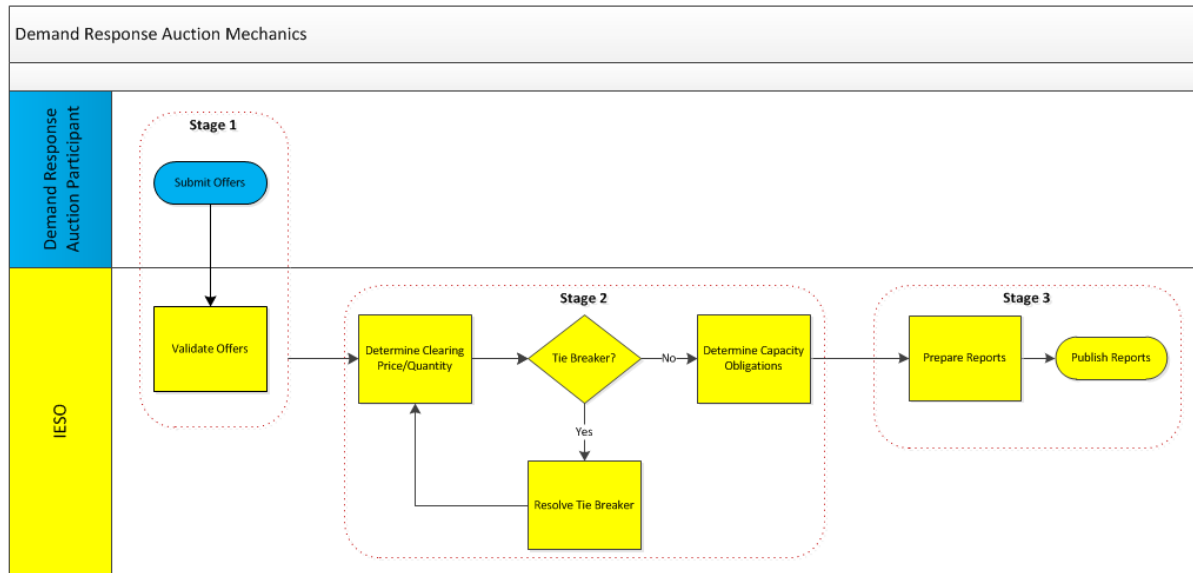 Demand Response Auction Mechanics
Demand Response
Auction Participant
Stage 1
Submit Offers
IESO
Validate Offers
Stage 2
Determine Clearing
Price/Quantity
Tie Breaker?
No
Determine Capacity
Obligations
Yes
Resolve Tie Breaker
Stage 3
Prepare Reports
Publish Reports